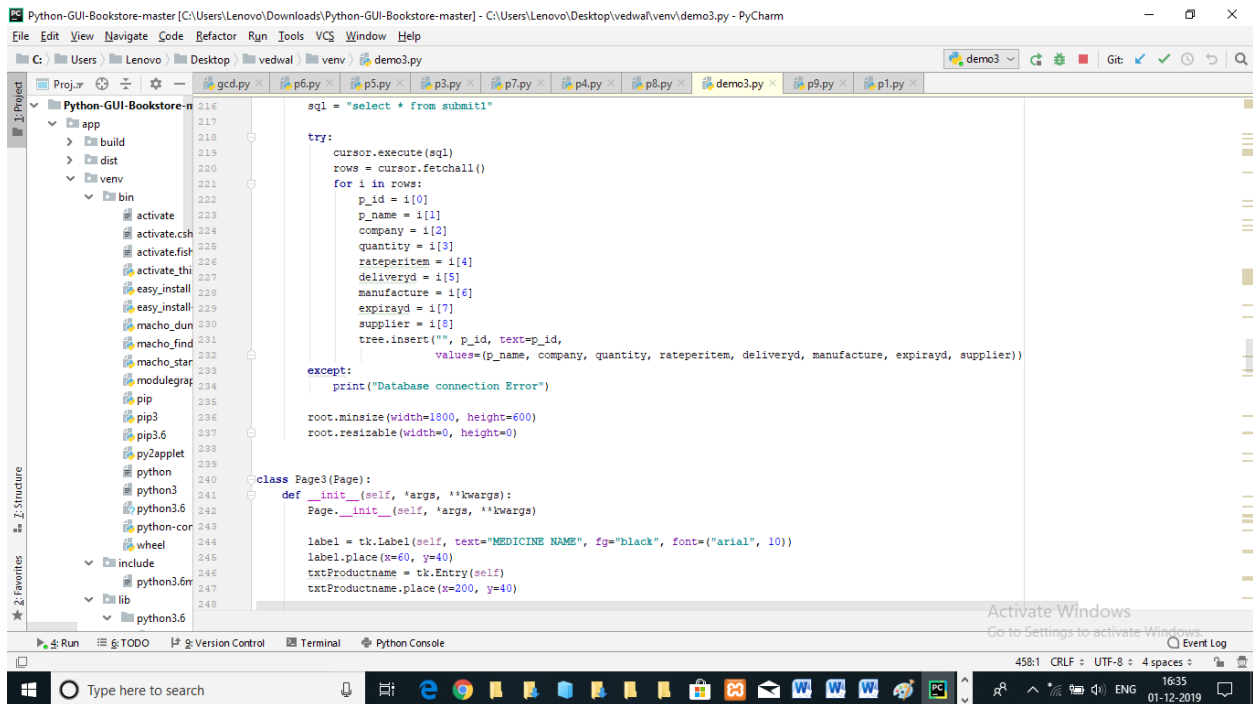 Python-GUI-Bookstore-master [C:\Users\Lenovo\Downloads\Python-GUI-Bookstore-master] - C:\Users\Lenovo\Desktop\vedwal\venv\demo3.py - PyCharm
File Edit View Navigate Code Refactor Run Tools VCS Window Help
C: Users Lenovo Desktop vedwal venv demo3.py demo3 Git:
1: Project
Proj..
gcd.py p6.py p5.py p3.py p7.py p4.py p8.py demo3.py p9.py p1.py
Python-GUI-Bookstore-n
app
build
dist
venv
bin
activate
activate.csh
activate.fish
activate_thi
easy_install
easy_install-
macho_dun
macho_find
macho_star
modulegrap
pip
pip3
pip3.6
py2applet
python
python3
python3.6
python-cor
wheel
include
python3.6m
lib
python3.6
216 sql = "select * from submit1"
217
218 try:
219 cursor.execute(sql)
220 rows = cursor.fetchall()
221 for i in rows:
222 p_id = i[0]
223 p_name = i[1]
224 company = i[2]
225 quantity = i[3]
226 rateperitem = i[4]
227 deliveryd = i[5]
228 manufacture = i[6]
229 expirayd = i[7]
230 supplier = i[8]
231 tree.insert("", p_id, text=p_id,
232 values=(p_name, company, quantity, rateperitem, deliveryd, manufacture, expirayd, supplier))
233 except:
234 print("Database connection Error")
235
236 root.minsize(width=1800, height=600)
237 root.resizable(width=0, height=0)
238
239
240 class Page3(Page):
241 def __init__(self, *args, **kwargs):
242 Page.__init__(self, *args, **kwargs)
243
244 label = tk.Label(self, text="MEDICINE NAME", fg="black", font=("arial", 10))
245 label.place(x=60, y=40)
246 txtProductname = tk.Entry(self)
247 txtProductname.place(x=200, y=40)
248
Z: Structure
2: Favorites
Activate Windows
Go to Settings to activate Windows.
4: Run 6: TODO 9: Version Control Terminal Python Console Event Log
458:1 CRLF UTF-8 4 spaces
Type here to search
ENG
16:35
01-12-2019